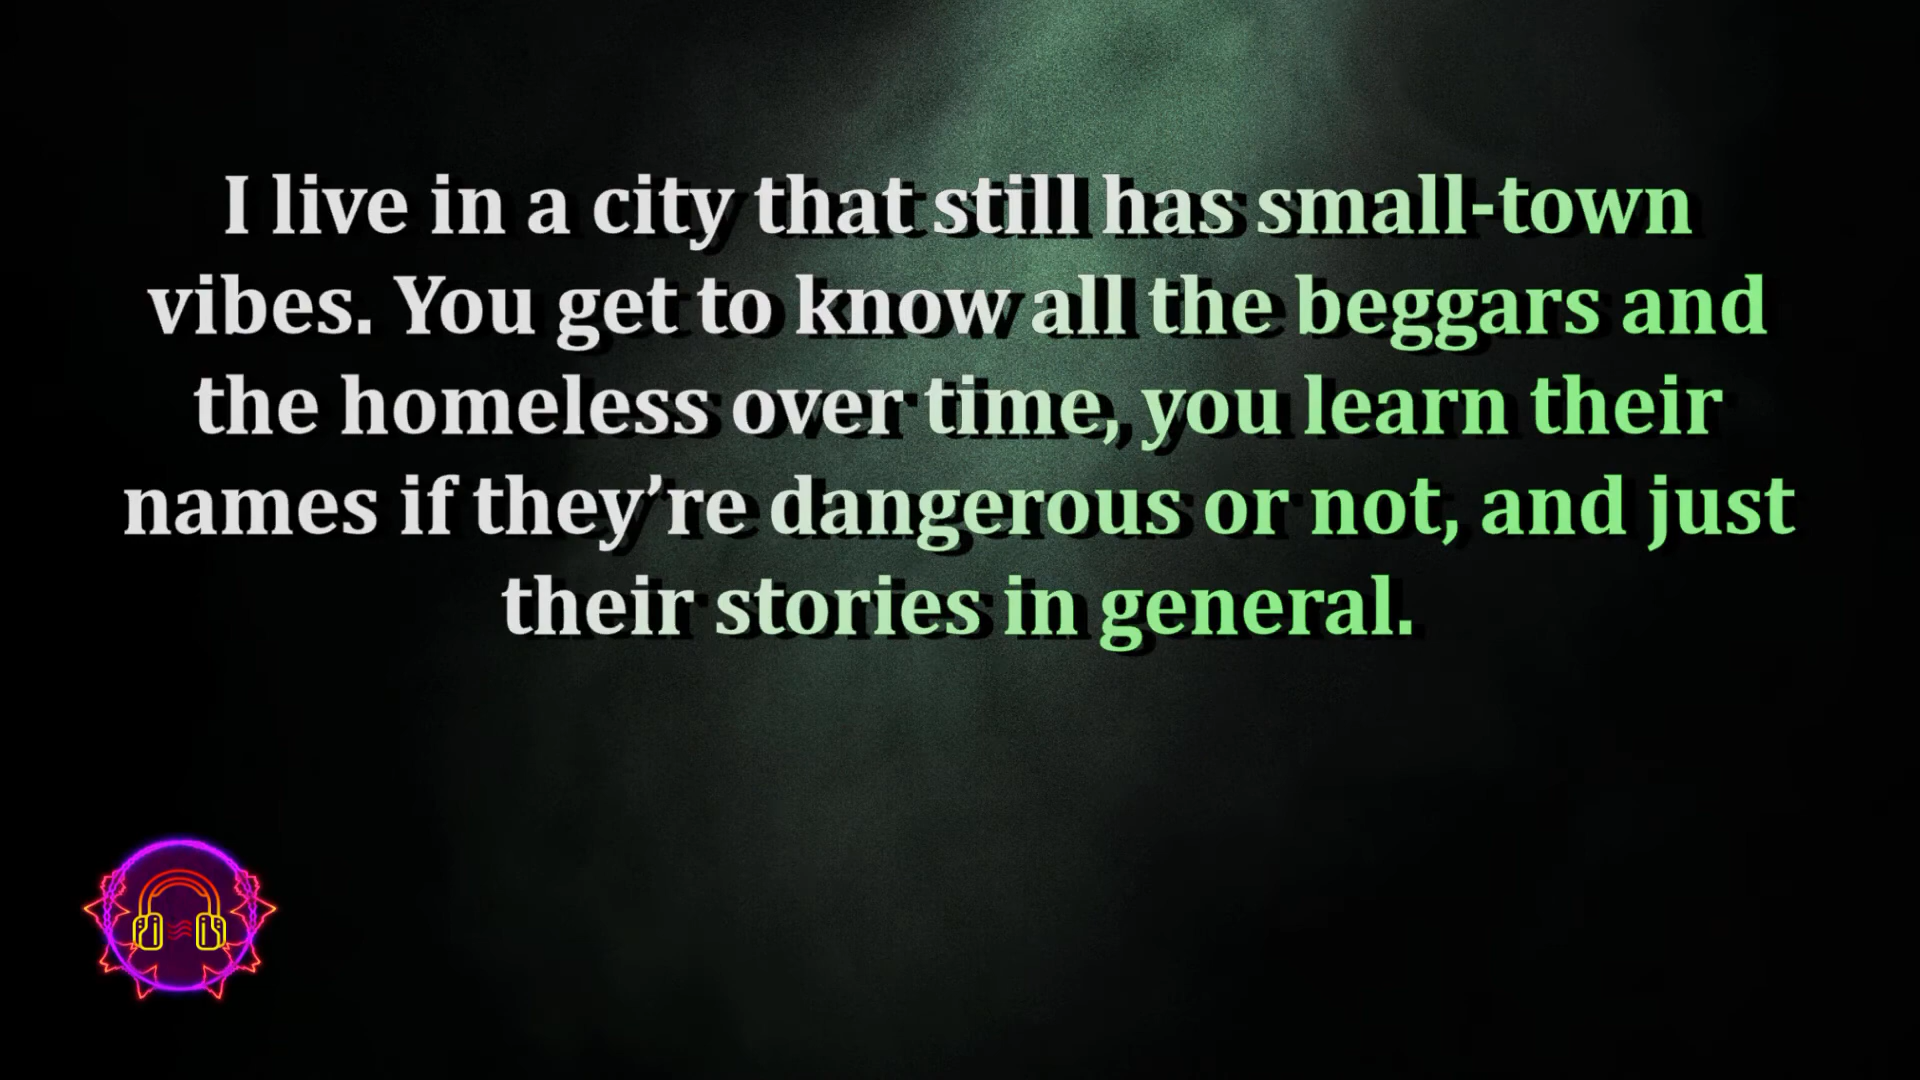 I live in a city that still has small-town
vibes. You get to know all the beggars and
the homeless over time, you learn their
names if they’re dangerous or not, and just
their stories in general.